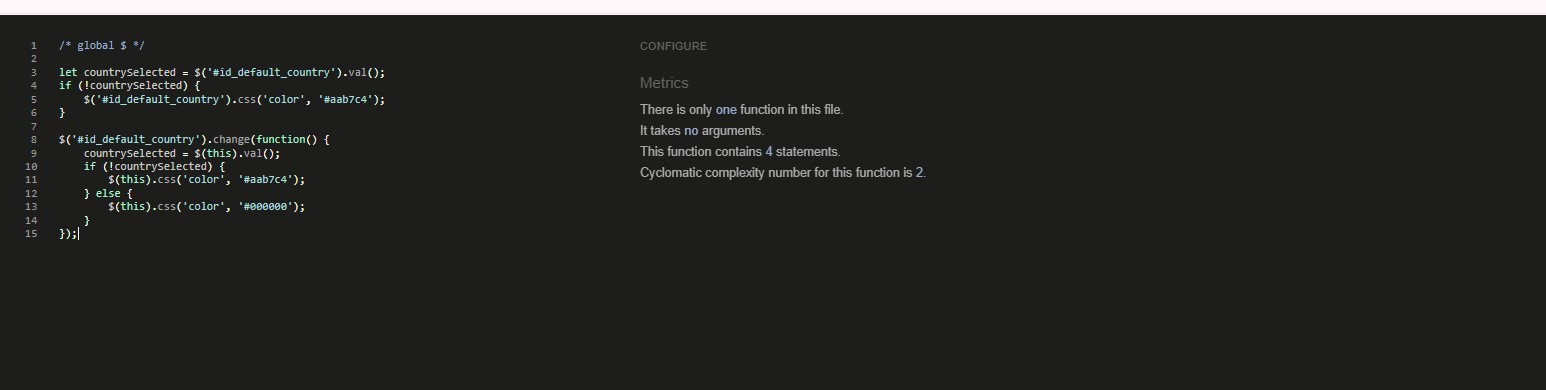 1 /* global $ */
2
3 let countrySelected = $('#id_default_country').val();
4 if (!countrySelected) {
5     $('#id_default_country').css('color', '#aab7c4');
6 }
7
8 $('#id_default_country').change(function() {
9     countrySelected = $(this).val();
10     if (!countrySelected) {
11         $(this).css('color', '#aab7c4');
12     } else {
13         $(this).css('color', '#000000');
14     }
15 });
CONFIGURE
Metrics
There is only one function in this file.
It takes no arguments.
This function contains 4 statements.
Cyclomatic complexity number for this function is 2.